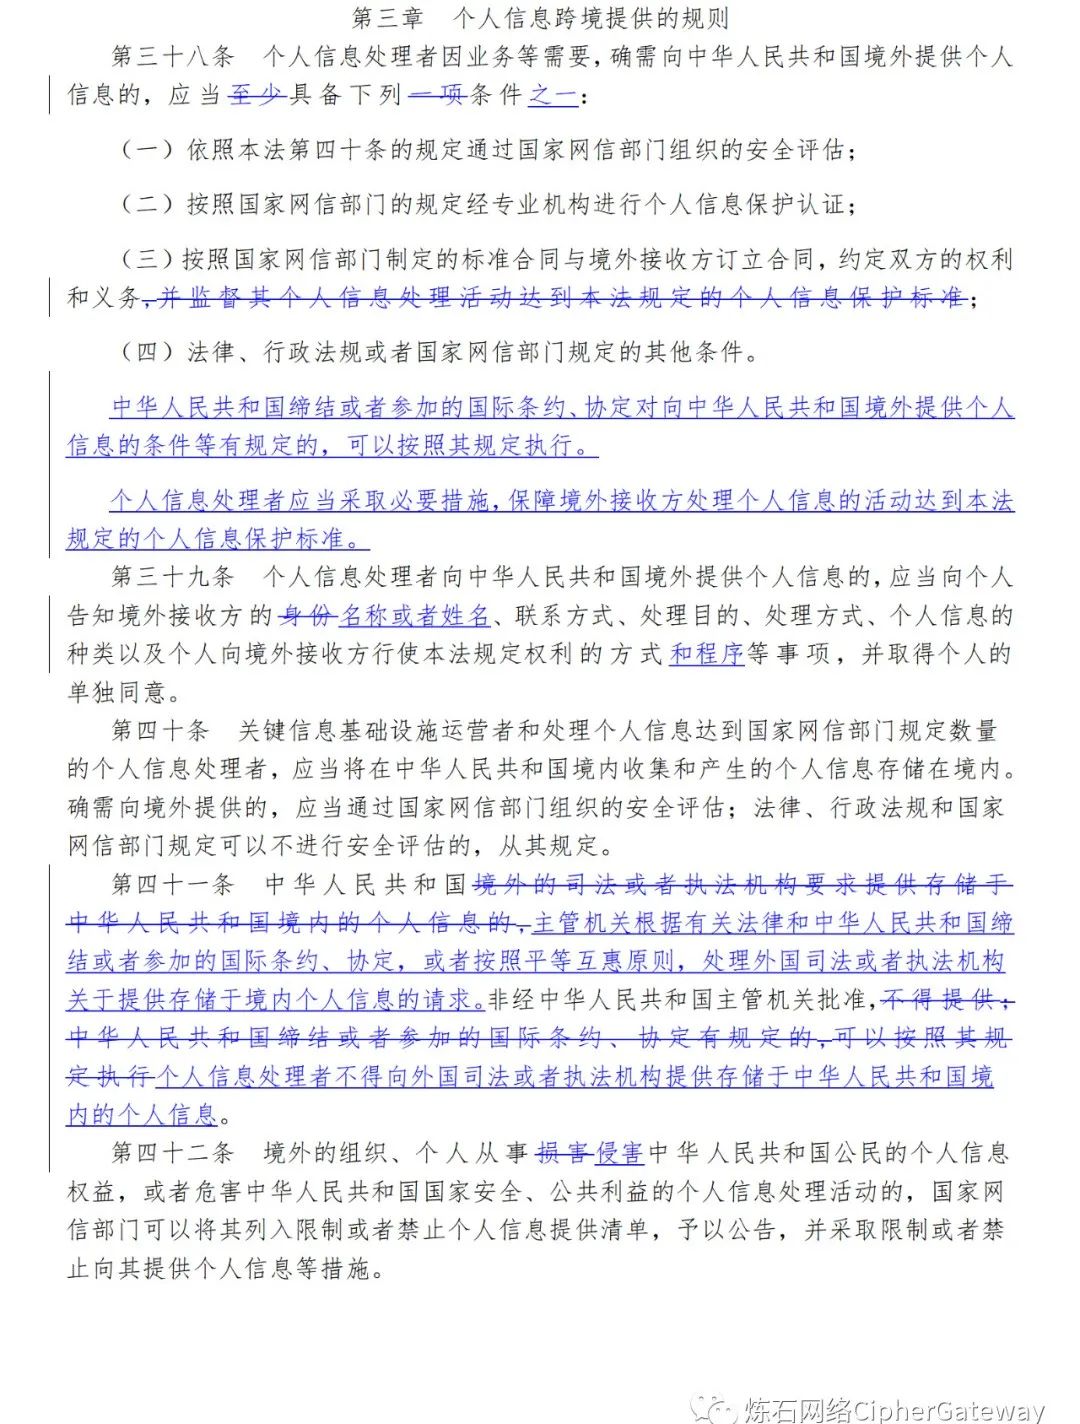 第三章 个人信息跨境提供的规则
第三十八条 个人信息处理者因业务等需要，确需向中华人民共和国境外提供个人
信息的，应当至少具备下列一项条件之一：
（一）依照本法第四十条的规定通过国家网信部门组织的安全评估；
（二）按照国家网信部门的规定经专业机构进行个人信息保护认证；
（三）按照国家网信部门制定的标准合同与境外接收方订立合同，约定双方的权利
和义务，并监督其个人信息处理活动达到本法规定的个人信息保护标准；
（四）法律、行政法规或者国家网信部门规定的其他条件。
中华人民共和国缔结或者参加的国际条约、协定对向中华人民共和国境外提供个人
信息的条件等有规定的，可以按照其规定执行。
个人信息处理者应当采取必要措施，保障境外接收方处理个人信息的活动达到本法
规定的个人信息保护标准。
第三十九条 个人信息处理者向中华人民共和国境外提供个人信息的，应当向个人
告知境外接收方的身份名称或者姓名、联系方式、处理目的、处理方式、个人信息的
种类以及个人向境外接收方行使本法规定权利的方式和程序等事项，并取得个人的
单独同意。
第四十条 关键信息基础设施运营者和处理个人信息达到国家网信部门规定数量
的个人信息处理者，应当将在中华人民共和国境内收集和产生的个人信息存储在境内。
确需向境外提供的，应当通过国家网信部门组织的安全评估；法律、行政法规和国家
网信部门规定可以不进行安全评估的，从其规定。
第四十一条 中华人民共和国境外的司法或者执法机构要求提供存储于
中华人民共和国境内的个人信息的，主管机关根据有关法律和中华人民共和国缔
结或者参加的国际条约、协定，或者按照平等互惠原则，处理外国司法或者执法机构
关于提供存储于境内个人信息的请求。非经中华人民共和国主管机关批准，不得提供；
中华人民共和国缔结或者参加的国际条约、协定有规定的，可以按照其规
定执行个人信息处理者不得向外国司法或者执法机构提供存储于中华人民共和国境
内的个人信息。
第四十二条 境外的组织、个人从事损害侵害中华人民共和国公民的个人信息
权益，或者危害中华人民共和国国家安全、公共利益的个人信息处理活动的，国家网
信部门可以将其列入限制或者禁止个人信息提供清单，予以公告，并采取限制或者禁
止向其提供个人信息等措施。
炼石网络CipherGateway